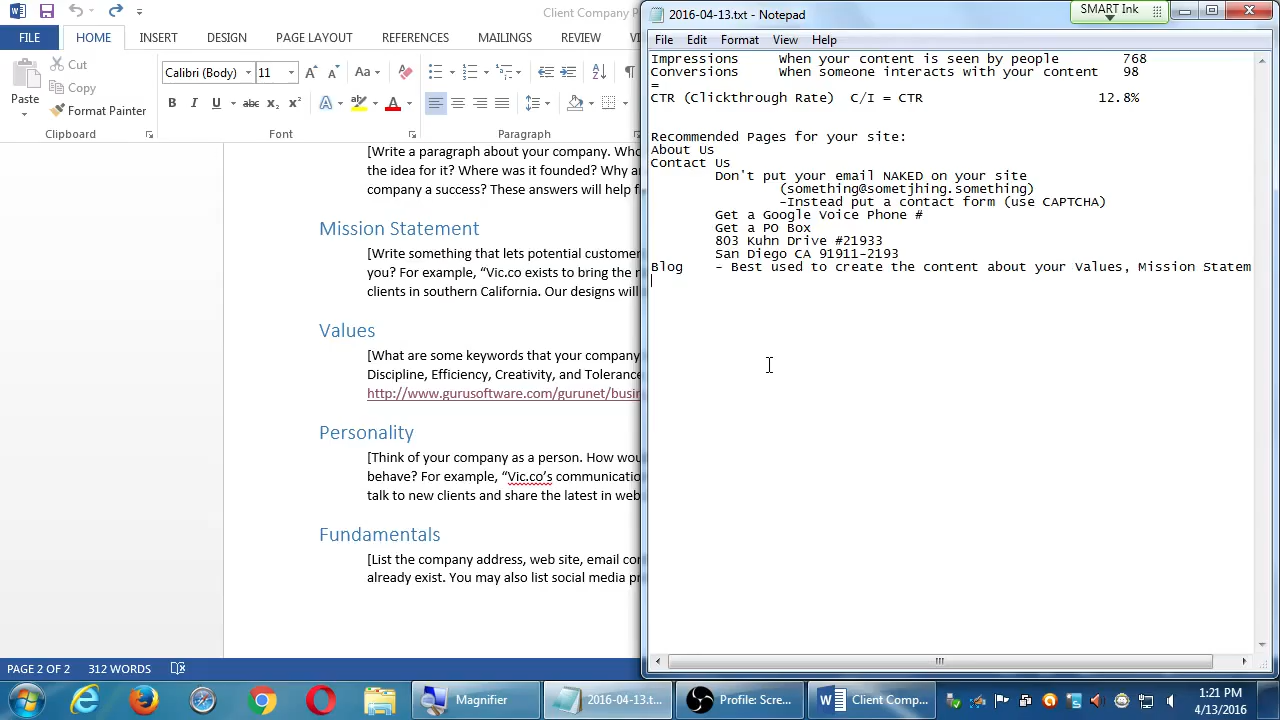 Client Company P
2016-04-13.txt - Notepad
SMART Ink
FILE HOME INSERT DESIGN PAGE LAYOUT REFERENCES MAILINGS REVIEW
File Edit Format View Help
Paste
Cut
Copy
Format Painter
Calibri (Body) 11
Clipboard Font Paragraph
[Write a paragraph about your company.
the idea for it? Where was it founded? Why
company a success? These answers will help
Mission Statement
[Write something that lets potential custome
you? For example, “Vic.co exists to bring the
clients in southern California. Our designs will
Values
[What are some keywords that your company
Discipline, Efficiency, Creativity, and Tolerance
http://www.gurusoftware.com/gurunet/busi
Personality
[Think of your company as a person. How wou
behave? For example, “Vic.co’s communicatio
talk to new clients and share the latest in web
Fundamentals
[List the company address, web site, email co
already exist. You may also list social media p
Impressions When your content is seen by people 768
Conversions When someone interacts with your content 98
=
CTR (Clickthrough Rate) C/I = CTR 12.8%
Recommended Pages for your site:
About Us
Contact Us
Don't put your email NAKED on your site
(something@sometjhing.something)
-Instead put a contact form (use CAPTCHA)
Get a Google Voice Phone #
Get a PO Box
803 Kuhn Drive #21933
San Diego CA 91911-2193
Blog - Best used to create the content about your Values, Mission Statem
PAGE 2 OF 2 312 WORDS
Magnifier
2016-04-13.t...
Profile: Scre...
Client Comp...
1:21 PM
4/13/2016